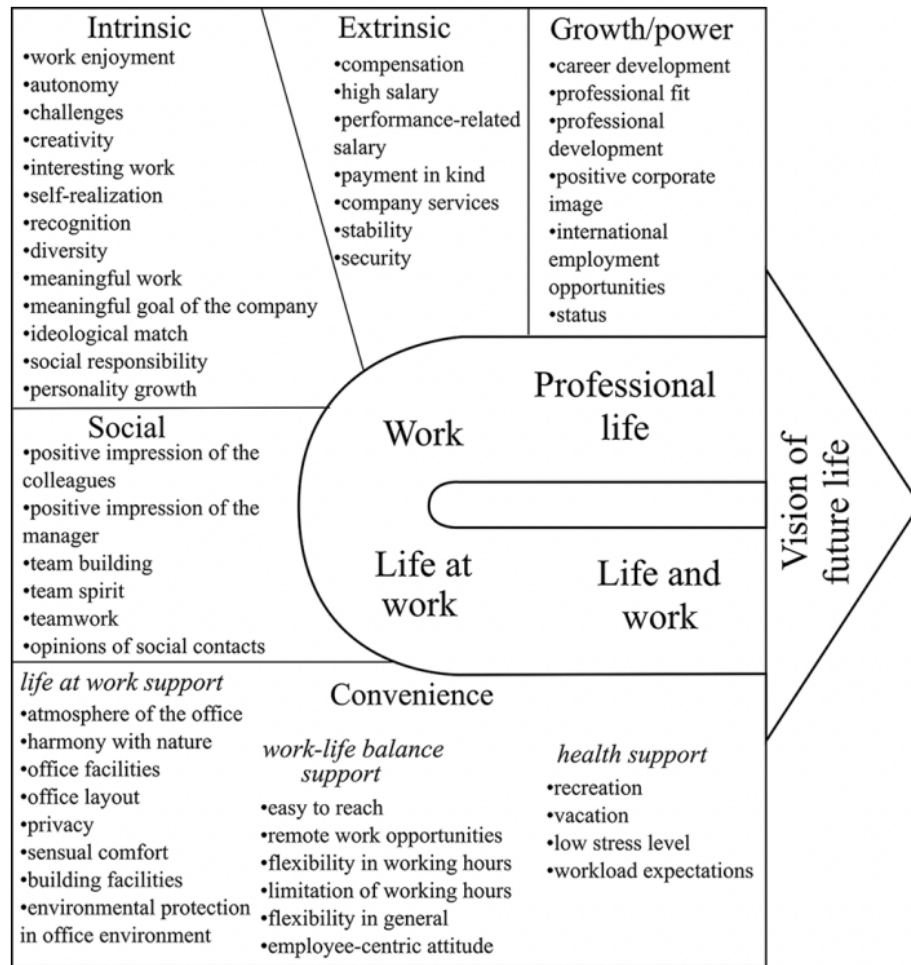 Intrinsic
•work enjoyment
•autonomy
•challenges
•creativity
•interesting work
•self-realization
•recognition
•diversity
•meaningful work
•meaningful goal of the company
•ideological match
•social responsibility
•personality growth
Extrinsic
•compensation
•high salary
•performance-related
salary
•payment in kind
•company services
•stability
•security
Growth/power
•career development
•professional fit
•professional
development
•positive corporate
image
•international
employment
opportunities
•status
Social
•positive impression of the
colleagues
•positive impression of the
manager
•team building
•team spirit
•teamwork
•opinions of social contacts
Work
Professional
life
Life at
work
Life and
work
Vision of
future life
Convenience
life at work support
•atmosphere of the office
•harmony with nature
•office facilities
•office layout
•privacy
•sensual comfort
•building facilities
•environmental protection
in office environment
work-life balance
support
•easy to reach
•remote work opportunities
•flexibility in working hours
•limitation of working hours
•flexibility in general
•employee-centric attitude
health support
•recreation
•vacation
•low stress level
•workload expectations